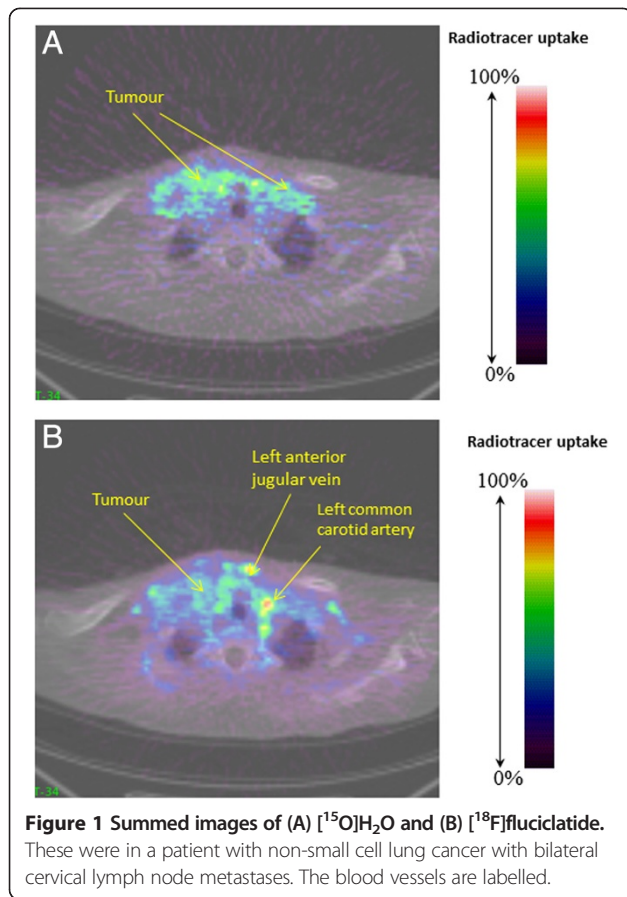 A
Radiotracer uptake
100%
Tumour
0%
T-34
B
Radiotracer uptake
100%
Left anterior
jugular vein
Tumour
Left common
carotid artery
0%
T-34
Figure 1 Summed images of (A) [¹⁵O]H₂O and (B) [¹⁸F]fluciclatide.
These were in a patient with non-small cell lung cancer with bilateral
cervical lymph node metastases. The blood vessels are labelled.